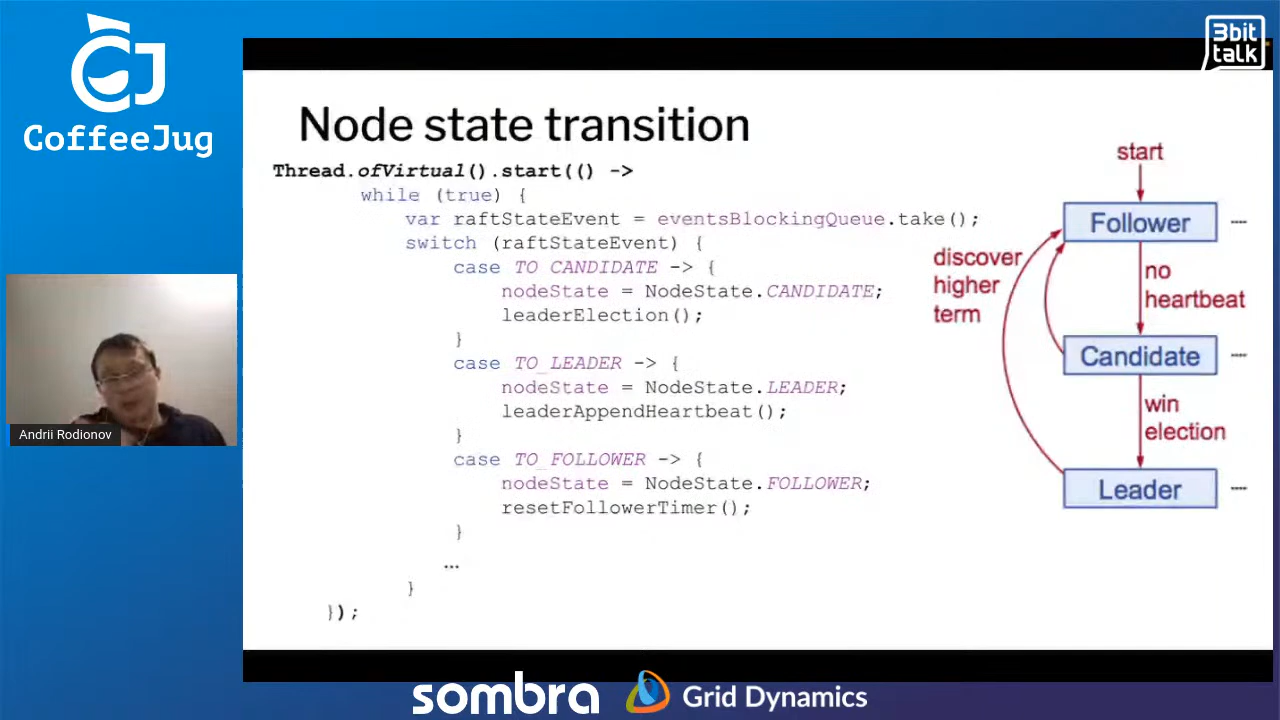 CoffeeJug
3bit
talk
Node state transition
Thread.ofVirtual().start(() ->
while (true) {
var raftStateEvent = eventsBlockingQueue.take();
switch (raftStateEvent) {
case TO_CANDIDATE -> {
nodeState = NodeState.CANDIDATE;
leaderElection();
}
case TO_LEADER -> {
nodeState = NodeState.LEADER;
leaderAppendHeartbeat();
}
case TO_FOLLOWER -> {
nodeState = NodeState.FOLLOWER;
resetFollowerTimer();
}
...
}
});
start
Follower
discover
higher
term
no
heartbeat
Candidate
win
election
Leader
Andrii Rodionov
sombra
Grid Dynamics